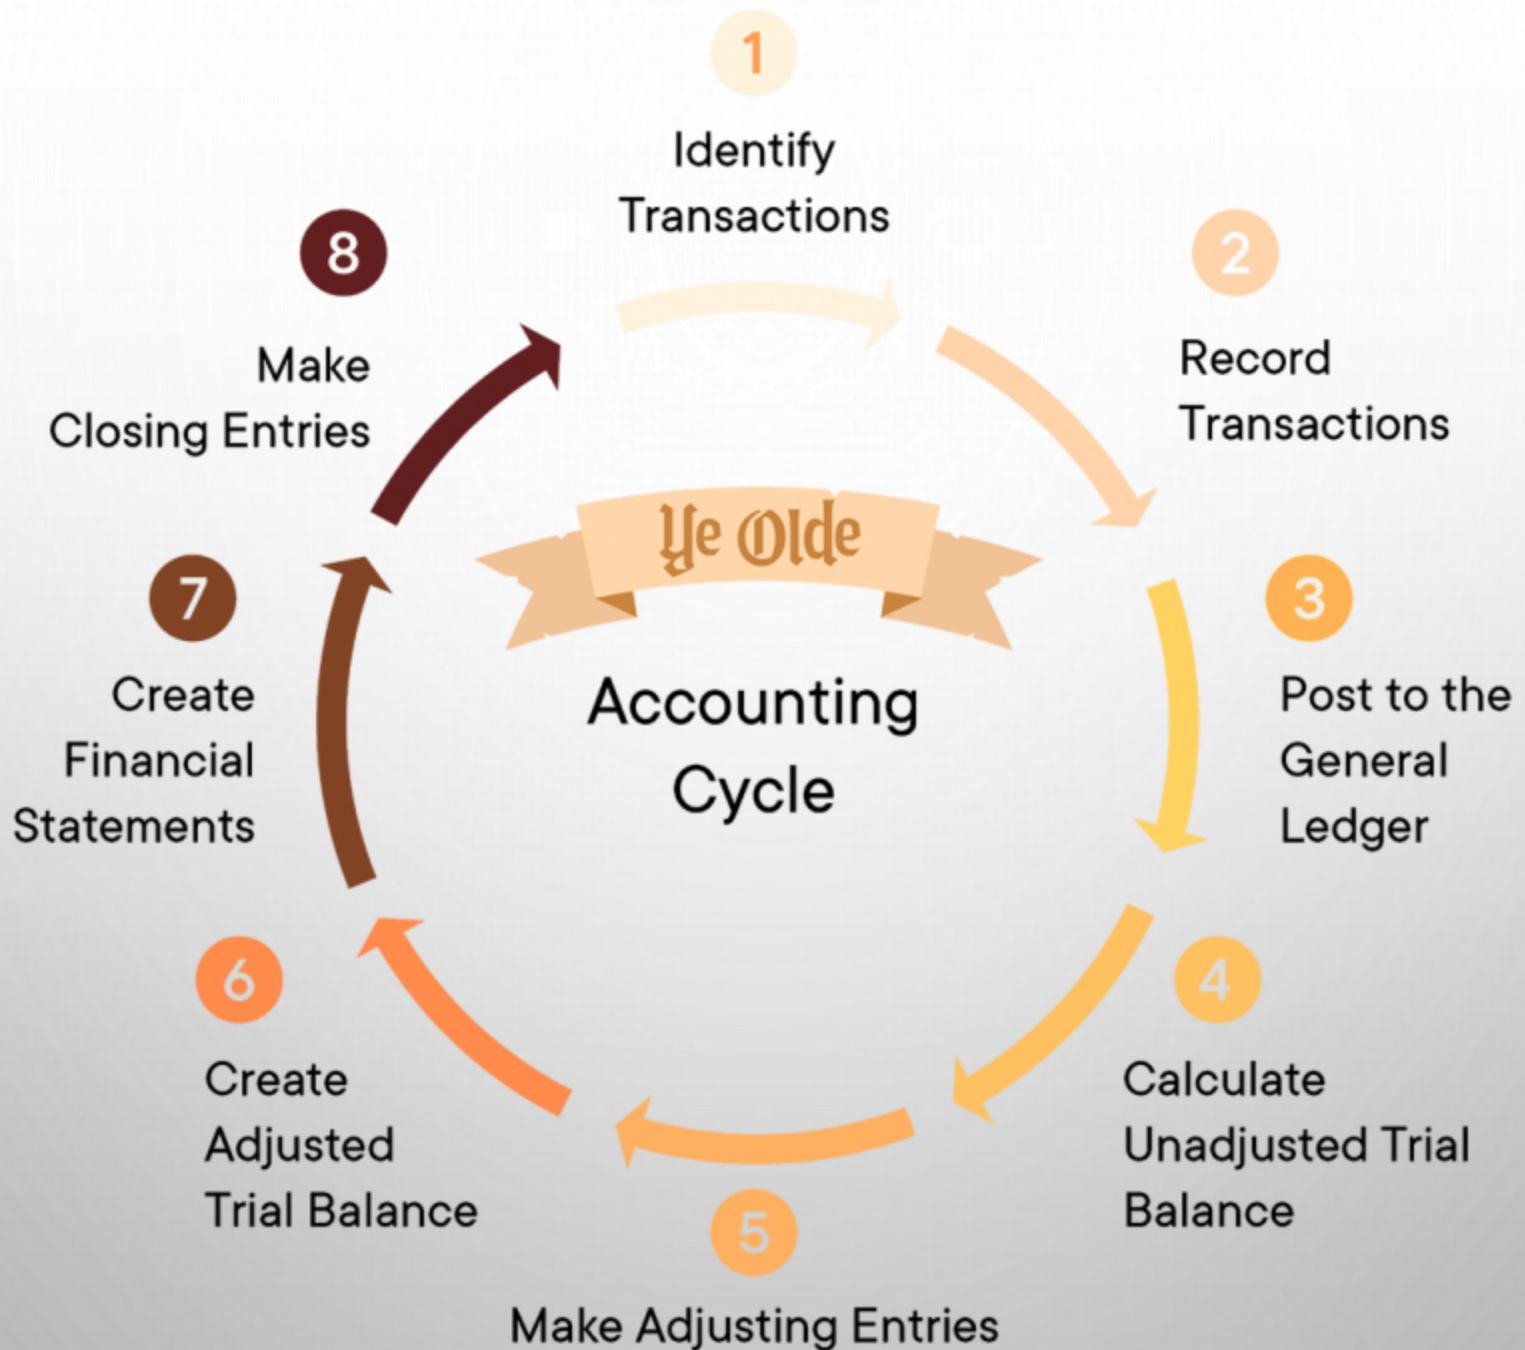 1
Identify
Transactions
2
Record
Transactions
3
Post to the
General
Ledger
4
Calculate
Unadjusted Trial
Balance
5
Make Adjusting Entries
6
Create
Adjusted
Trial Balance
7
Create
Financial
Statements
8
Make
Closing Entries
Ye Olde
Accounting
Cycle